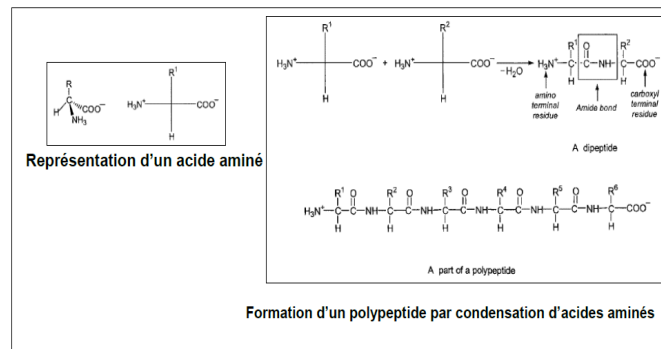 R
H
COO⁻
NH₃
R¹
H₃N⁺
COO⁻
H
Représentation d'un acide aminé
R¹
H₃N⁺ COO⁻ + H₃N⁺
R²
COO⁻
H
H
−H₂O
R¹ O R²
H₃N⁺ C C NH C COO⁻
H H
amino
terminal
residue
Amide bond
carboxyl
terminal
residue
A dipeptide
R¹ O R² O R³ O R⁴ O R⁵ O R⁶
H₃N⁺ C C NH C C NH C C NH C C NH C C NH C COO⁻
H H H H H H
A part of a polypeptide
Formation d'un polypeptide par condensation d'acides aminés